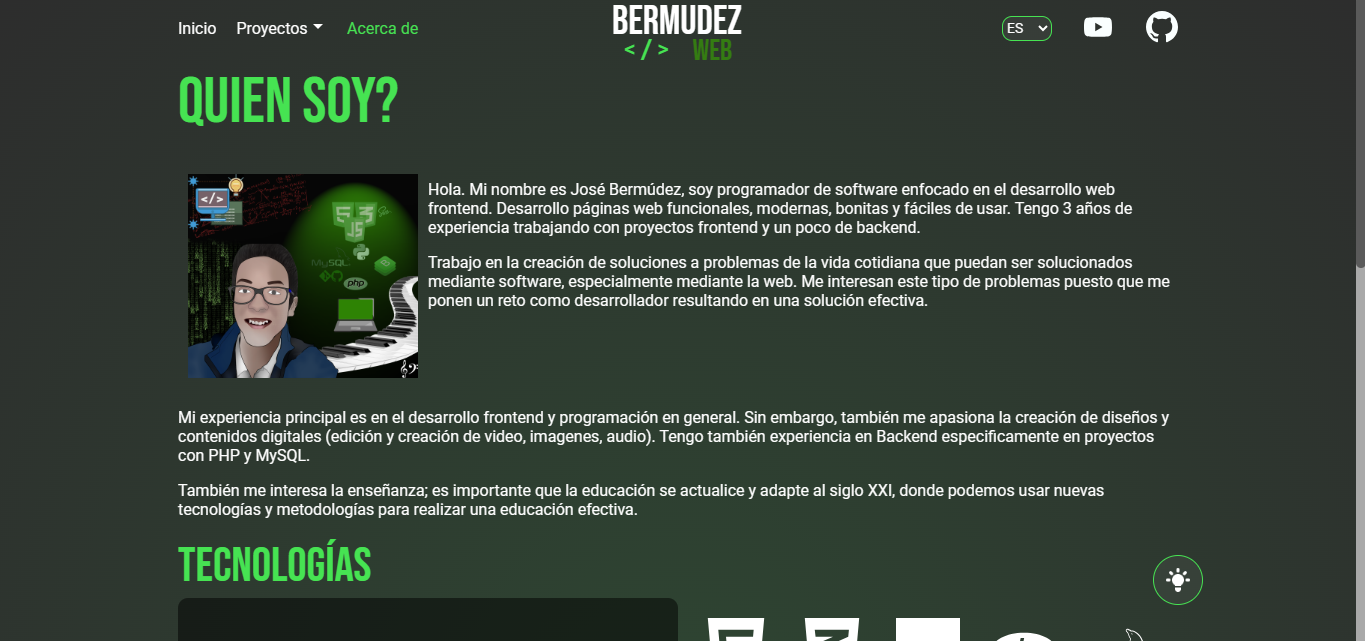 Inicio Proyectos Acerca de
BERMUDEZ
</> WEB
ES
QUIEN SOY?
</>
5 3
JS
MySQL
php
Hola. Mi nombre es José Bermúdez, soy programador de software enfocado en el desarrollo web
frontend. Desarrollo páginas web funcionales, modernas, bonitas y fáciles de usar. Tengo 3 años de
experiencia trabajando con proyectos frontend y un poco de backend.
Trabajo en la creación de soluciones a problemas de la vida cotidiana que puedan ser solucionados
mediante software, especialmente mediante la web. Me interesan este tipo de problemas puesto que me
ponen un reto como desarrollador resultando en una solución efectiva.
Mi experiencia principal es en el desarrollo frontend y programación en general. Sin embargo, también me apasiona la creación de diseños y
contenidos digitales (edición y creación de video, imagenes, audio). Tengo también experiencia en Backend especificamente en proyectos
con PHP y MySQL.
También me interesa la enseñanza; es importante que la educación se actualice y adapte al siglo XXI, donde podemos usar nuevas
tecnologías y metodologías para realizar una educación efectiva.
TECNOLOGÍAS